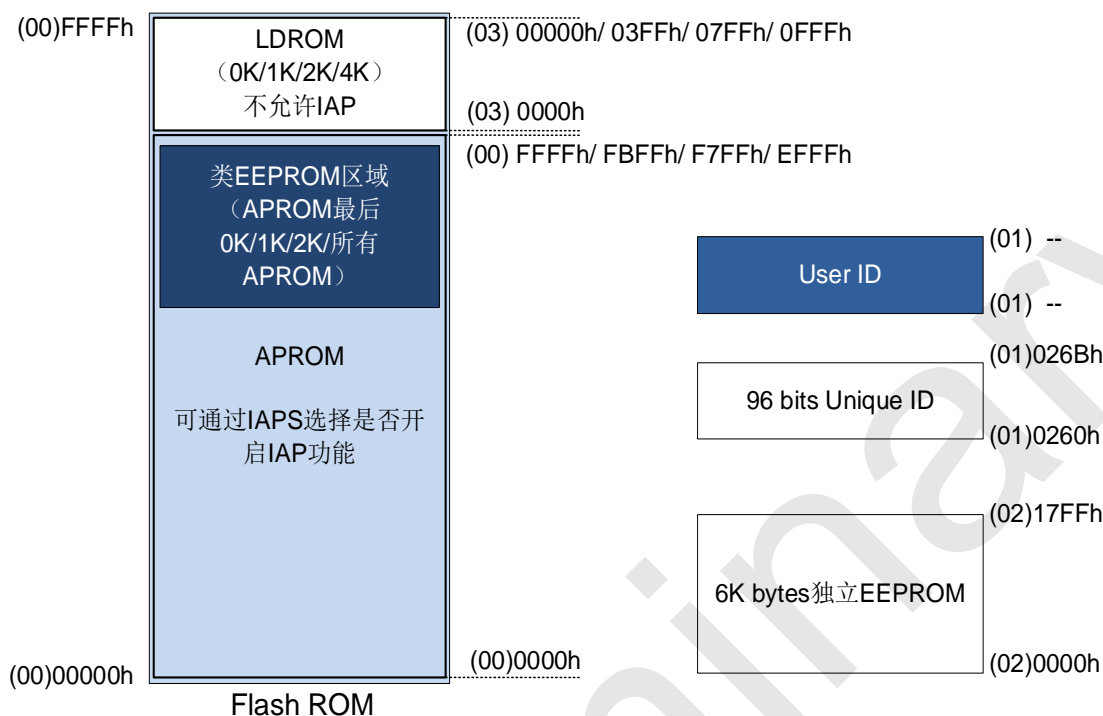 (00)FFFFh
LDROM
（0K/1K/2K/4K）
不允许IAP
(03) 00000h/ 03FFh/ 07FFh/ 0FFFh
(03) 0000h
(00) FFFFh/ FBFFh/ F7FFh/ EFFFh
类EEPROM区域
（APROM最后
0K/1K/2K/所有
APROM）
APROM
可通过IAPS选择是否开
启IAP功能
(00)0000h
(00)00000h
Flash ROM
(01) --
User ID
(01) --
(01)026Bh
96 bits Unique ID
(01)0260h
(02)17FFh
6K bytes独立EEPROM
(02)0000h